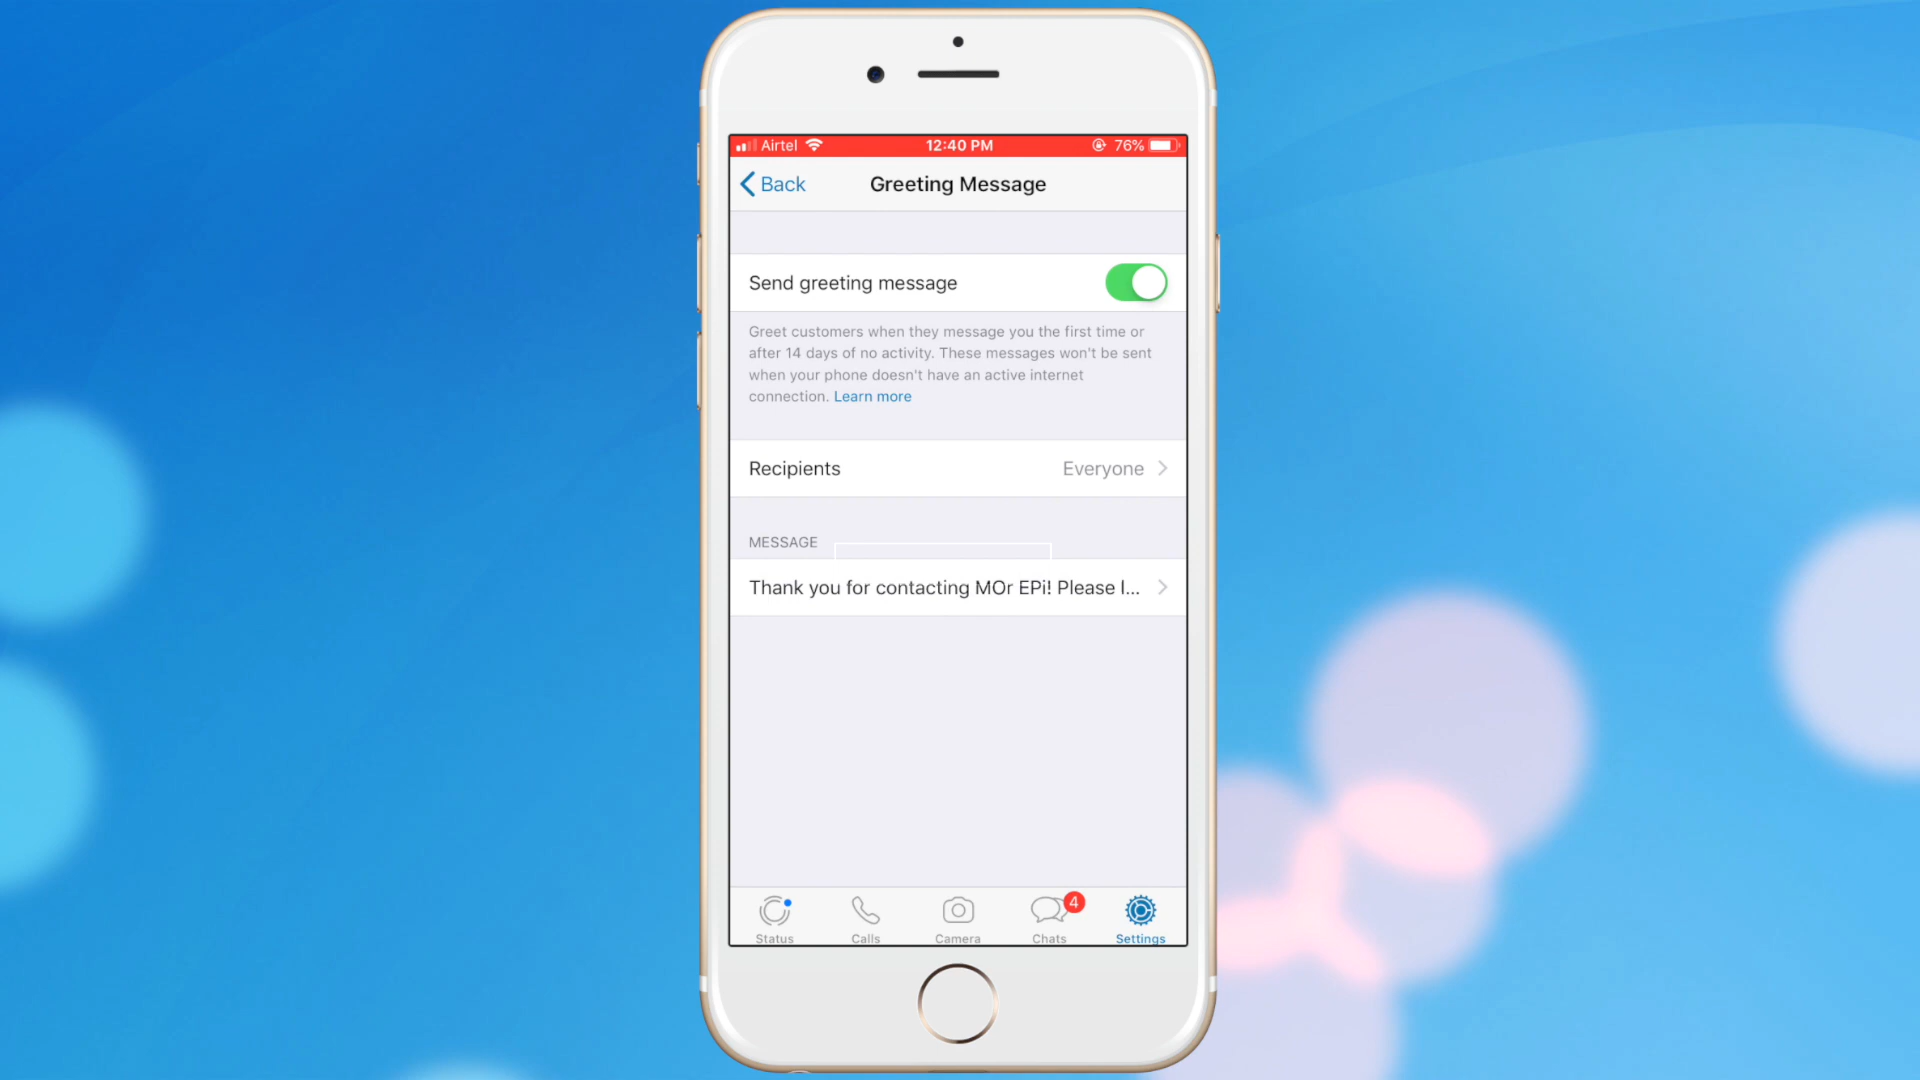 Airtel 12:40 PM 76%
Back Greeting Message
Send greeting message
Greet customers when they message you the first time or
after 14 days of no activity. These messages won't be sent
when your phone doesn't have an active internet
connection. Learn more
Recipients Everyone
MESSAGE
Thank you for contacting MOr EPi! Please l...
4
Status Calls Camera Chats Settings